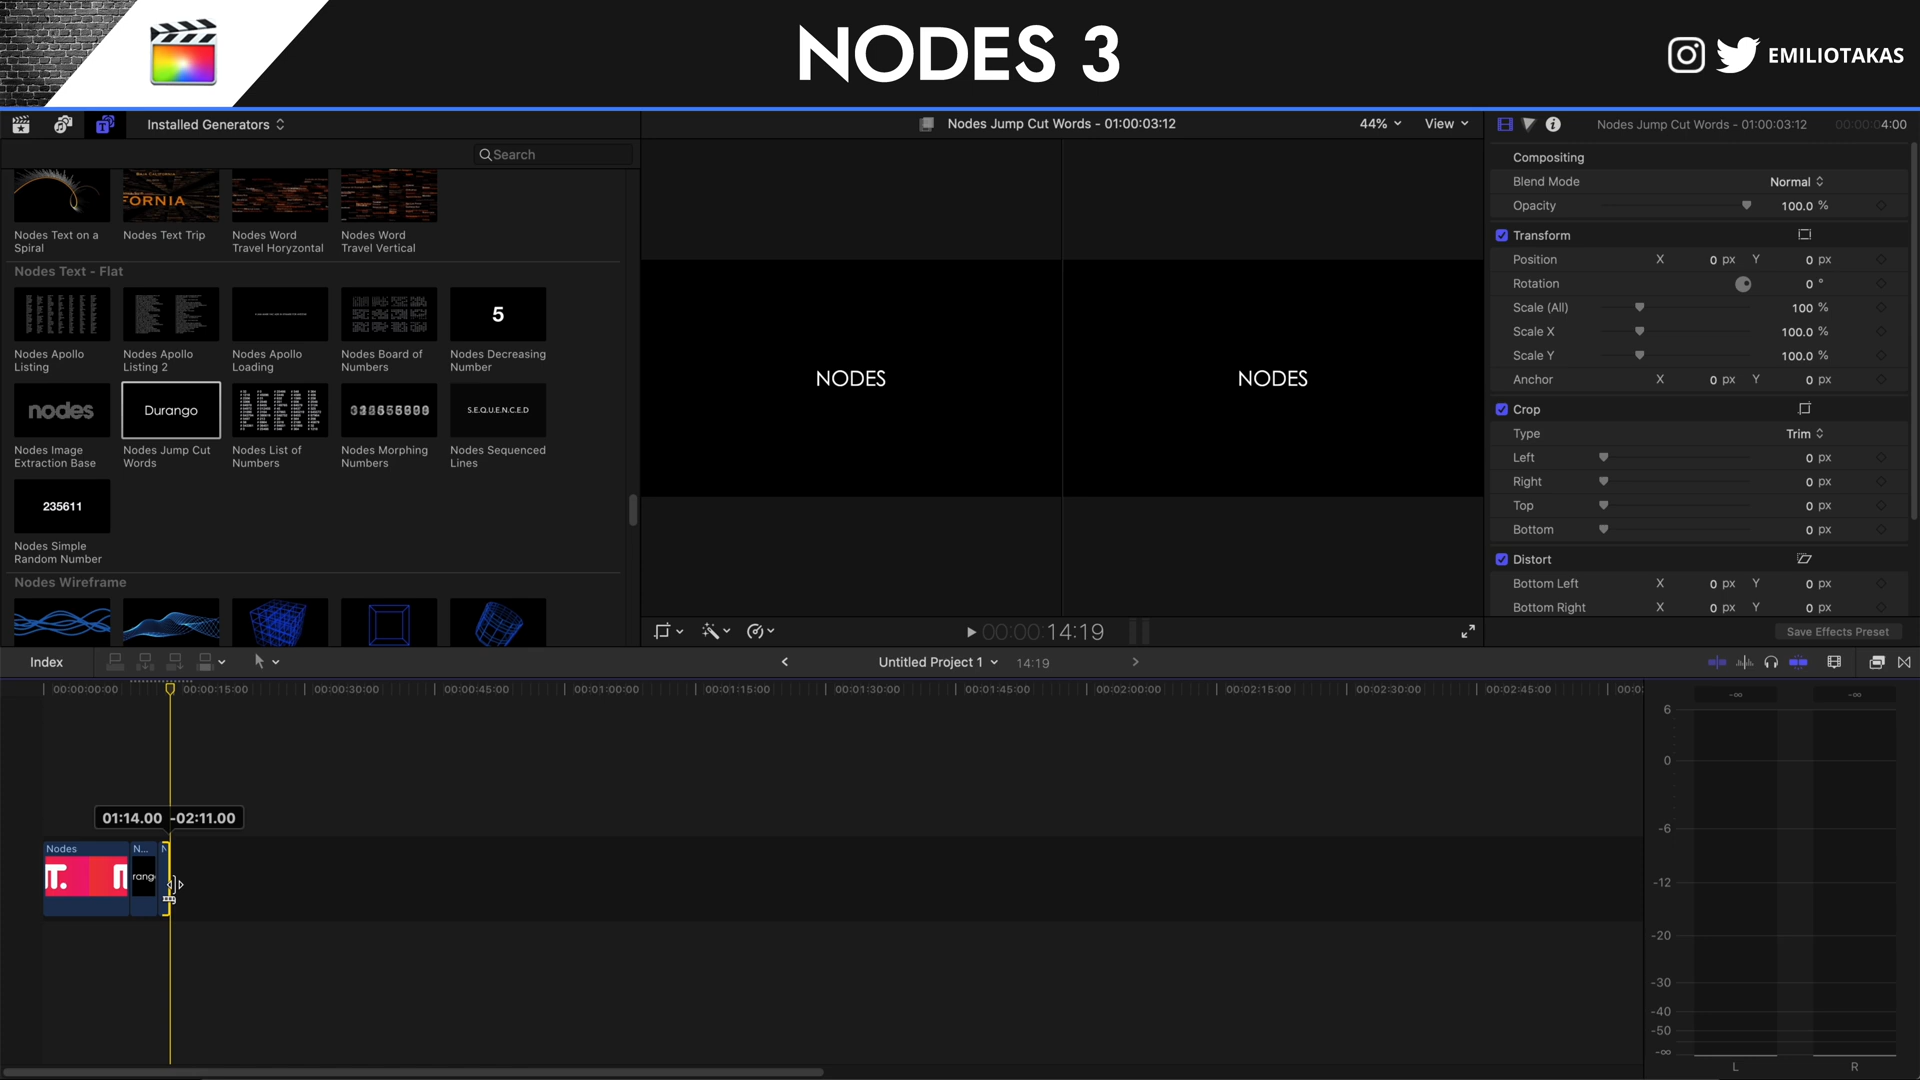 NODES 3
EMILIOTAKAS
Installed Generators
Search
Nodes Jump Cut Words - 01:00:03:12
44%
View
Nodes Jump Cut Words - 01:00:03:12
00:00:04:00
BAJA CALIFORNIA
FORNIA
Nodes Text on a Spiral
Nodes Text Trip
Nodes Word Travel Horyzontal
Nodes Word Travel Vertical
Nodes Text - Flat
5
Nodes Apollo Listing
Nodes Apollo Listing 2
Nodes Apollo Loading
Nodes Board of Numbers
Nodes Decreasing Number
nodes
Durango
S.E.Q.U.E.N.C.E.D
Nodes Image Extraction Base
Nodes Jump Cut Words
Nodes List of Numbers
Nodes Morphing Numbers
Nodes Sequenced Lines
235611
Nodes Simple Random Number
Nodes Wireframe
NODES
NODES
00:00:14:19
Compositing
Blend Mode
Normal
Opacity
100.0 %
Transform
Position X 0 px Y 0 px
Rotation 0 °
Scale (All) 100 %
Scale X 100.0 %
Scale Y 100.0 %
Anchor X 0 px Y 0 px
Crop
Type Trim
Left 0 px
Right 0 px
Top 0 px
Bottom 0 px
Distort
Bottom Left X 0 px Y 0 px
Bottom Right X 0 px Y 0 px
Save Effects Preset
Index
Untitled Project 1
14:19
00:00:00:00
00:00:15:00
00:00:30:00
00:00:45:00
00:01:00:00
00:01:15:00
00:01:30:00
00:01:45:00
00:02:00:00
00:02:15:00
00:02:30:00
00:02:45:00
00:0
01:14.00 -02:11.00
Nodes
N...
N
T.
rang
-∞ -∞
6
0
-6
-12
-20
-30
-40
-50
-∞
L R